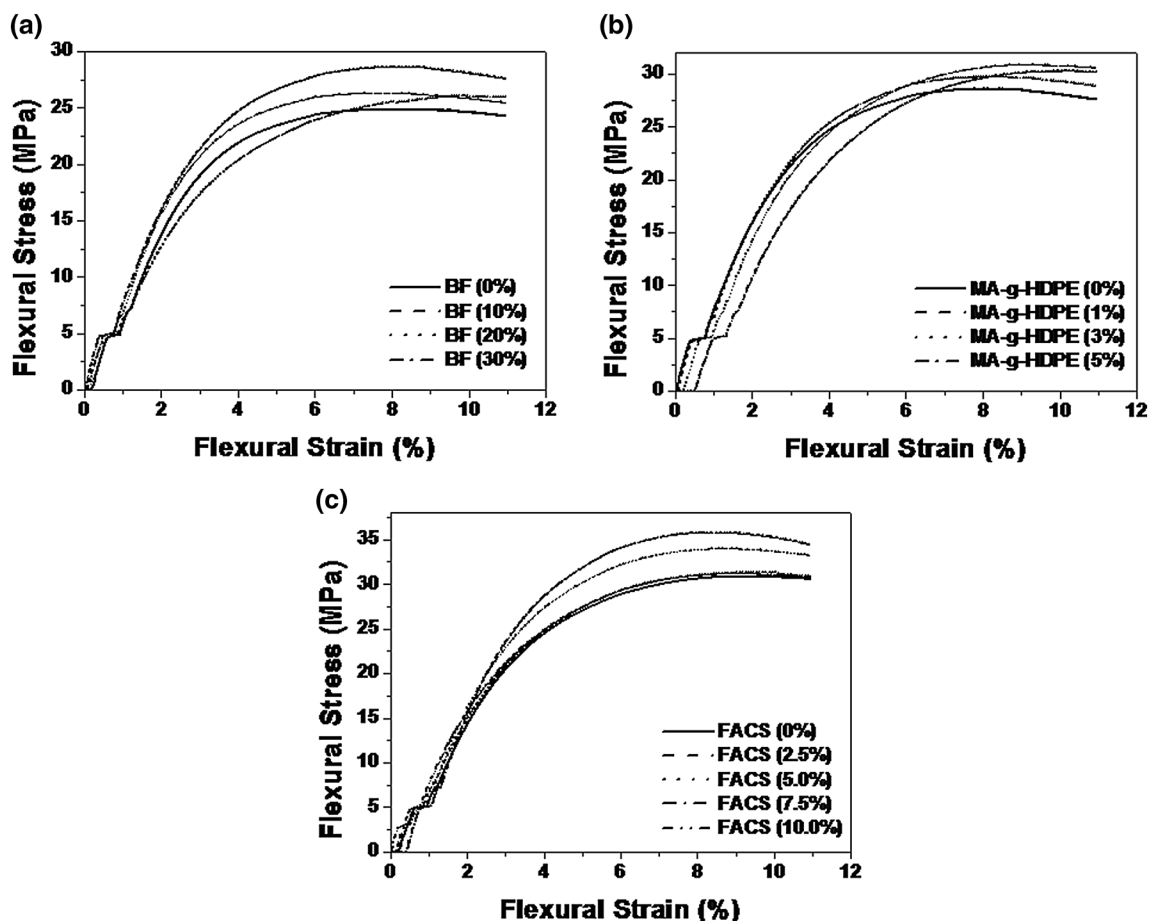 (a)
30
25
20
15
10
5
0
Flexural Stress (MPa)
BF (0%)
BF (10%)
BF (20%)
BF (30%)
0 2 4 6 8 10 12
Flexural Strain (%)
(b)
30
25
20
15
10
5
0
Flexural Stress (MPa)
MA-g-HDPE (0%)
MA-g-HDPE (1%)
MA-g-HDPE (3%)
MA-g-HDPE (5%)
0 2 4 6 8 10 12
Flexural Strain (%)
(c)
35
30
25
20
15
10
5
0
Flexural Stress (MPa)
FACS (0%)
FACS (2.5%)
FACS (5.0%)
FACS (7.5%)
FACS (10.0%)
0 2 4 6 8 10 12
Flexural Strain (%)